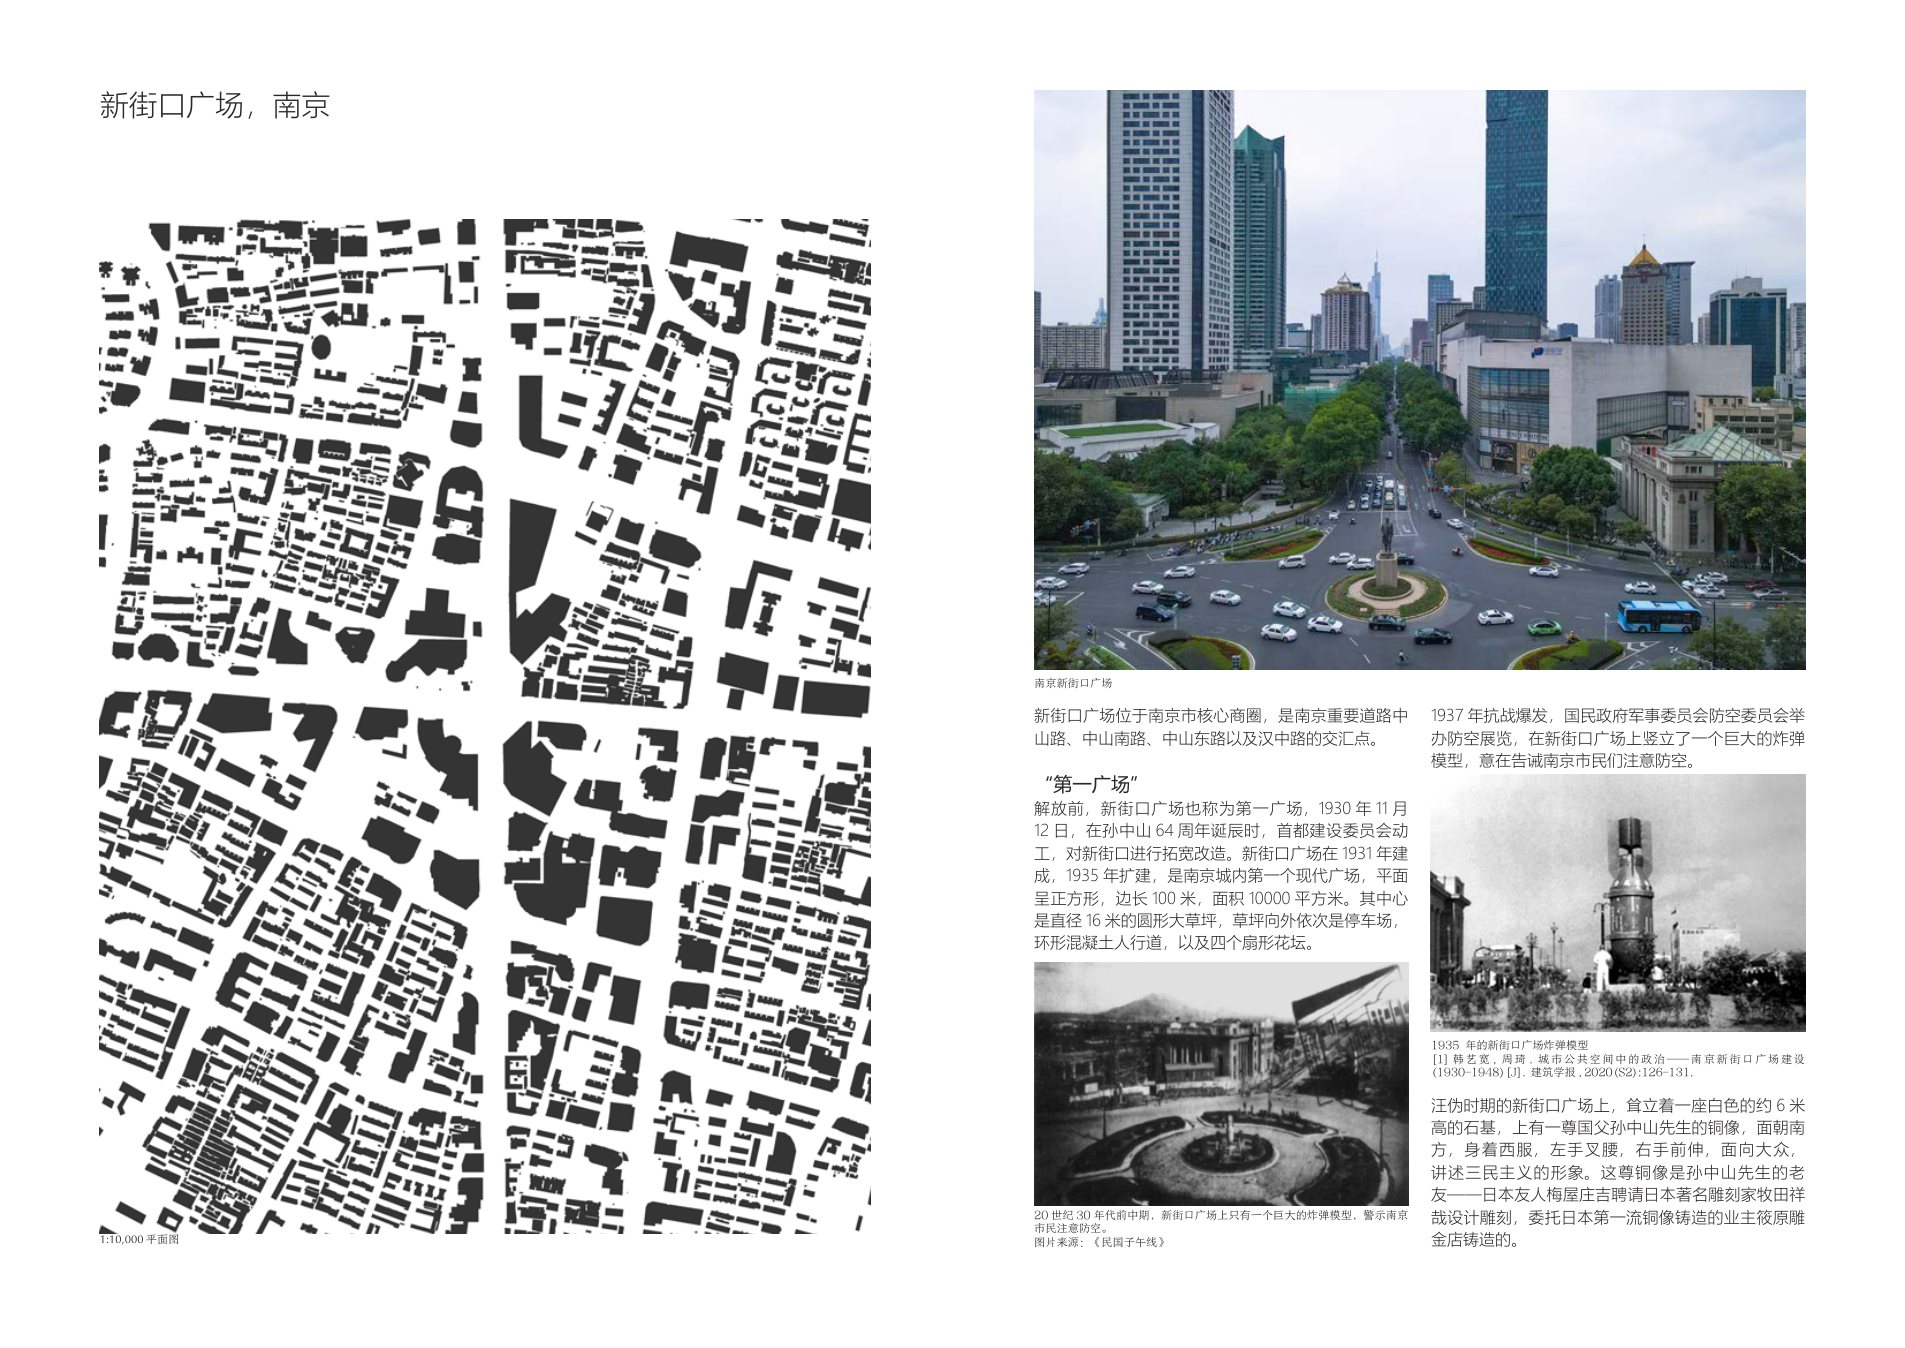 新街口广场，南京
1:10,000 平面图
南京新街口广场
新街口广场位于南京市核心商圈，是南京重要道路中
山路、中山南路、中山东路以及汉中路的交汇点。
“第一广场”
解放前，新街口广场也称为第一广场，1930 年 11 月
12 日，在孙中山 64 周年诞辰时，首都建设委员会动
工，对新街口进行拓宽改造。新街口广场在 1931 年建
成，1935 年扩建，是南京城内第一个现代广场，平面
呈正方形，边长 100 米，面积 10000 平方米。其中心
是直径 16 米的圆形大草坪，草坪向外依次是停车场，
环形混凝土人行道，以及四个扇形花坛。
20 世纪 30 年代前中期，新街口广场上只有一个巨大的炸弹模型，警示南京
市民注意防空。
图片来源：《民国子午线》
1937 年抗战爆发，国民政府军事委员会防空委员会举
办防空展览，在新街口广场上竖立了一个巨大的炸弹
模型，意在告诫南京市民们注意防空。
1935 年的新街口广场炸弹模型
[1] 韩艺宽，周琦．城市公共空间中的政治——南京新街口广场建设
(1930-1948) [J]．建筑学报，2020(S2):126-131.
汪伪时期的新街口广场上，耸立着一座白色的约 6 米
高的石基，上有一尊国父孙中山先生的铜像，面朝南
方，身着西服，左手叉腰，右手前伸，面向大众，
讲述三民主义的形象。这尊铜像是孙中山先生的老
友——日本友人梅屋庄吉聘请日本著名雕刻家牧田祥
哉设计雕刻，委托日本第一流铜像铸造的业主筱原雕
金店铸造的。